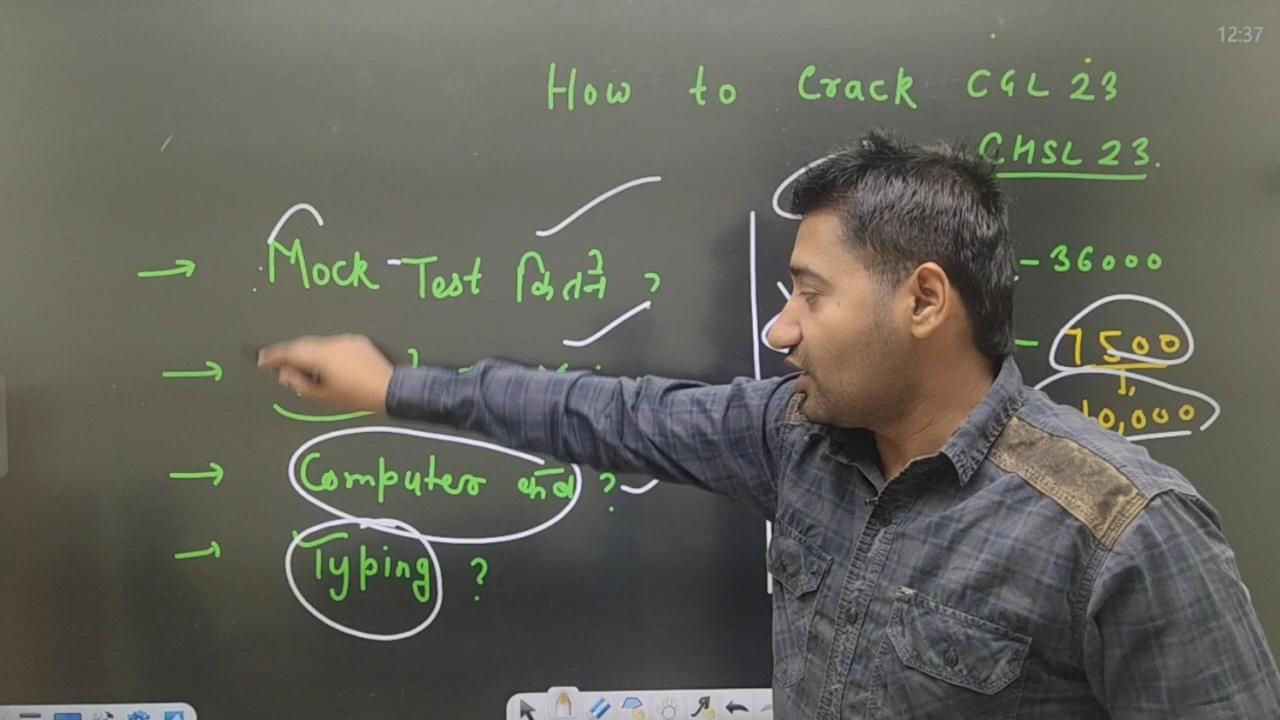 12:37
How to Crack CGL 23
CHSL 23.
→ Mock-Test कितने ?
- 36000
- 7500
10,000
→ Computer कब ?
→ Typing ?